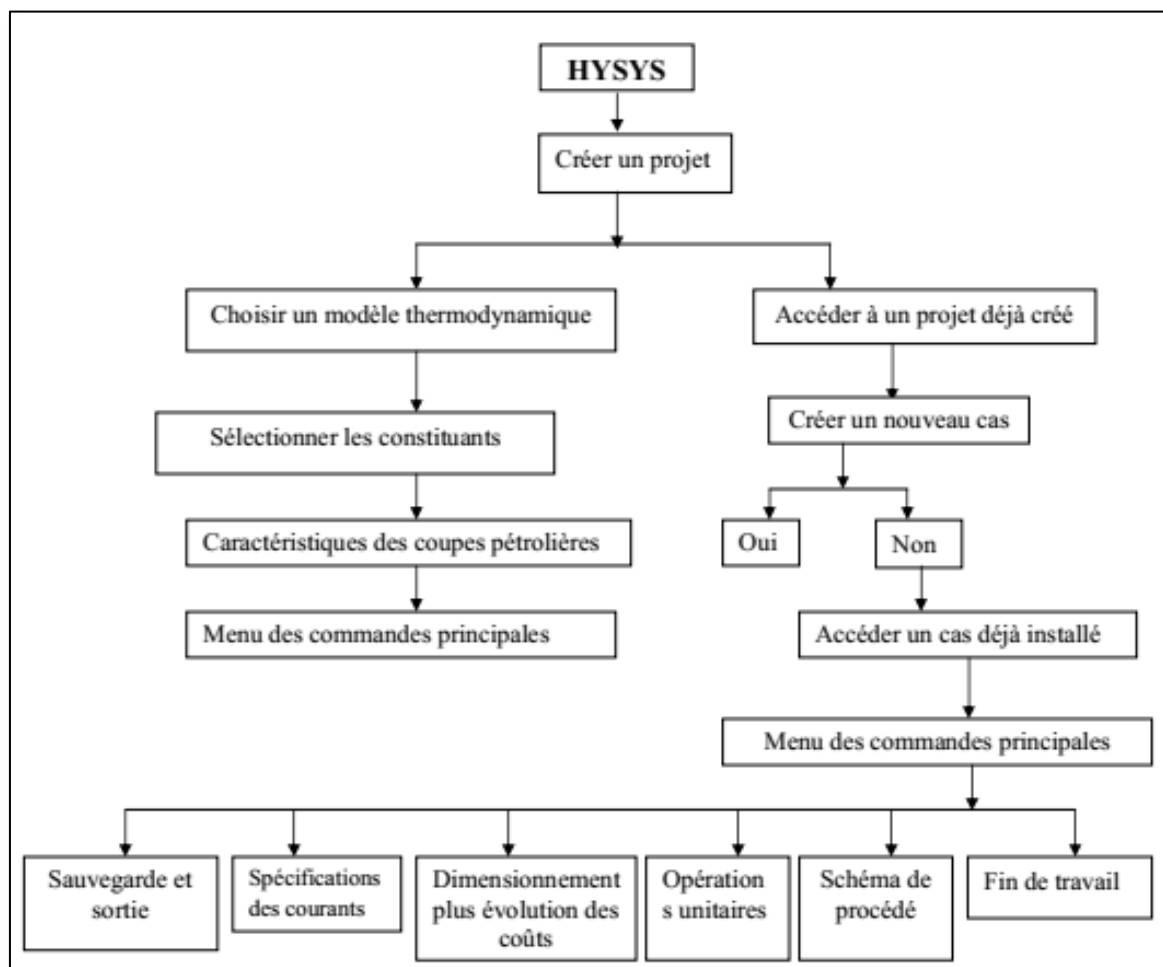 HYSYS
Créer un projet
Choisir un modèle thermodynamique
Accéder à un projet déjà créé
Sélectionner les constituants
Créer un nouveau cas
Caractéristiques des coupes pétrolières
Oui
Non
Menu des commandes principales
Accéder un cas déjà installé
Menu des commandes principales
Sauvegarde et
sortie
Spécifications
des courants
Dimensionnement
plus évolution des
coûts
Opération
s unitaires
Schéma de
procédé
Fin de travail